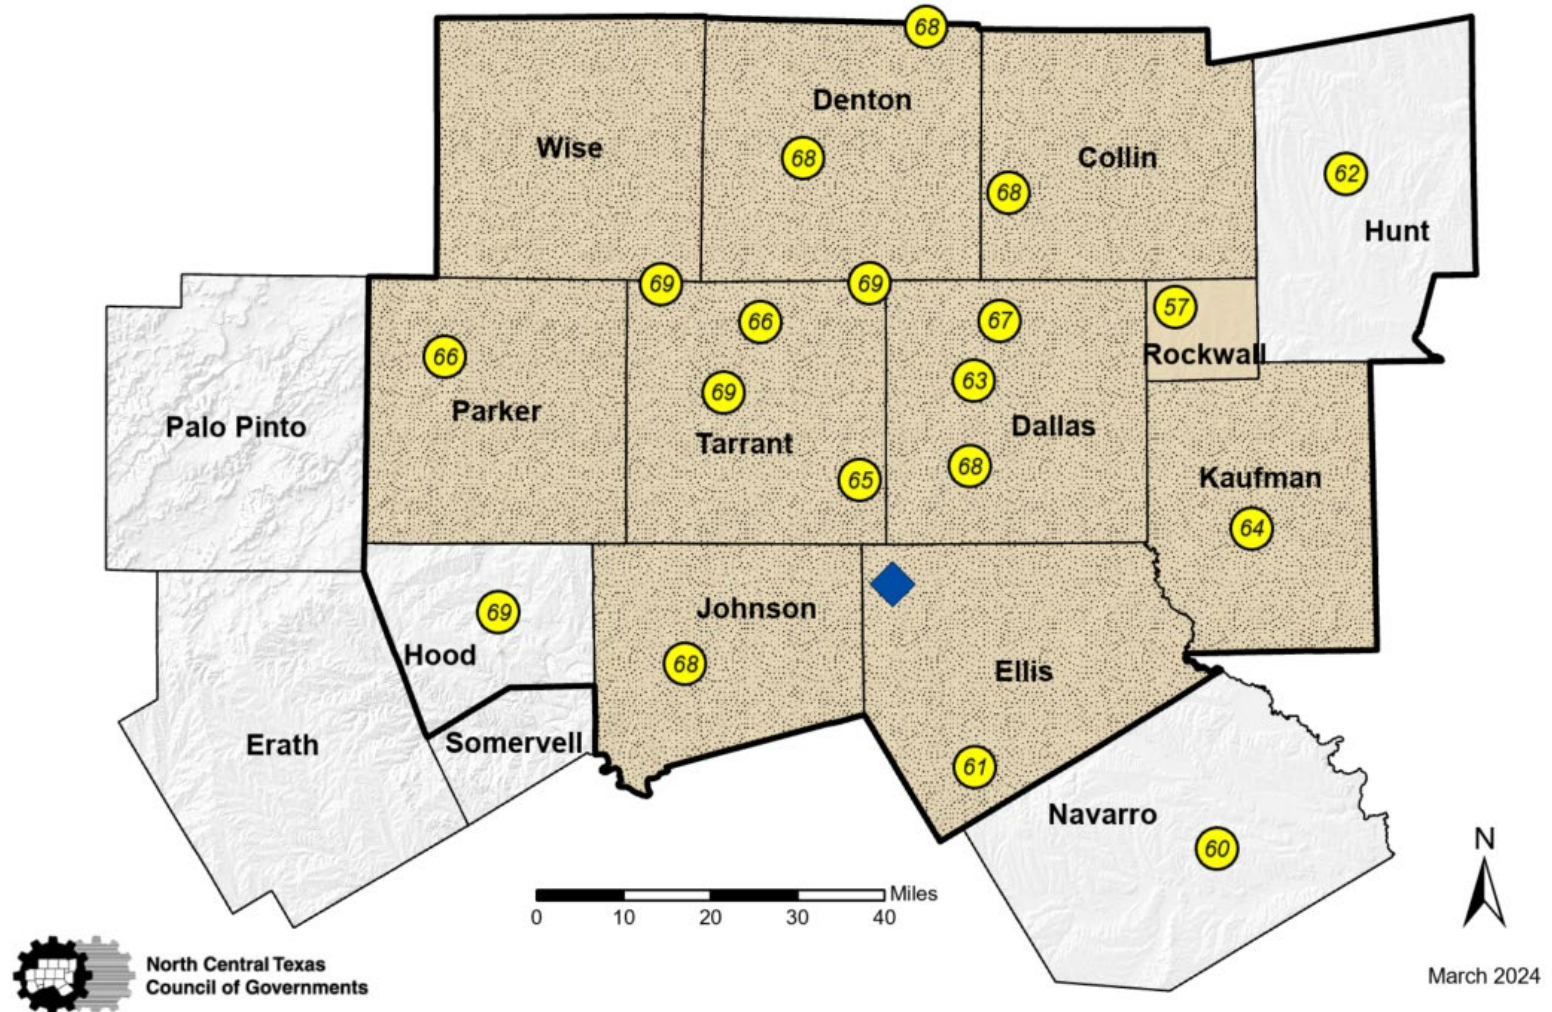 68
Denton
Wise
68
Collin
68
62
Hunt
69
69
66
67
57
66
Rockwall
63
69
Parker
Palo Pinto
Tarrant
Dallas
68
65
Kaufman
64
Johnson
69
Hood
68
Ellis
Erath
Somervell
61
Navarro
60
N
Miles
0 10 20 30 40
North Central Texas
Council of Governments
March 2024